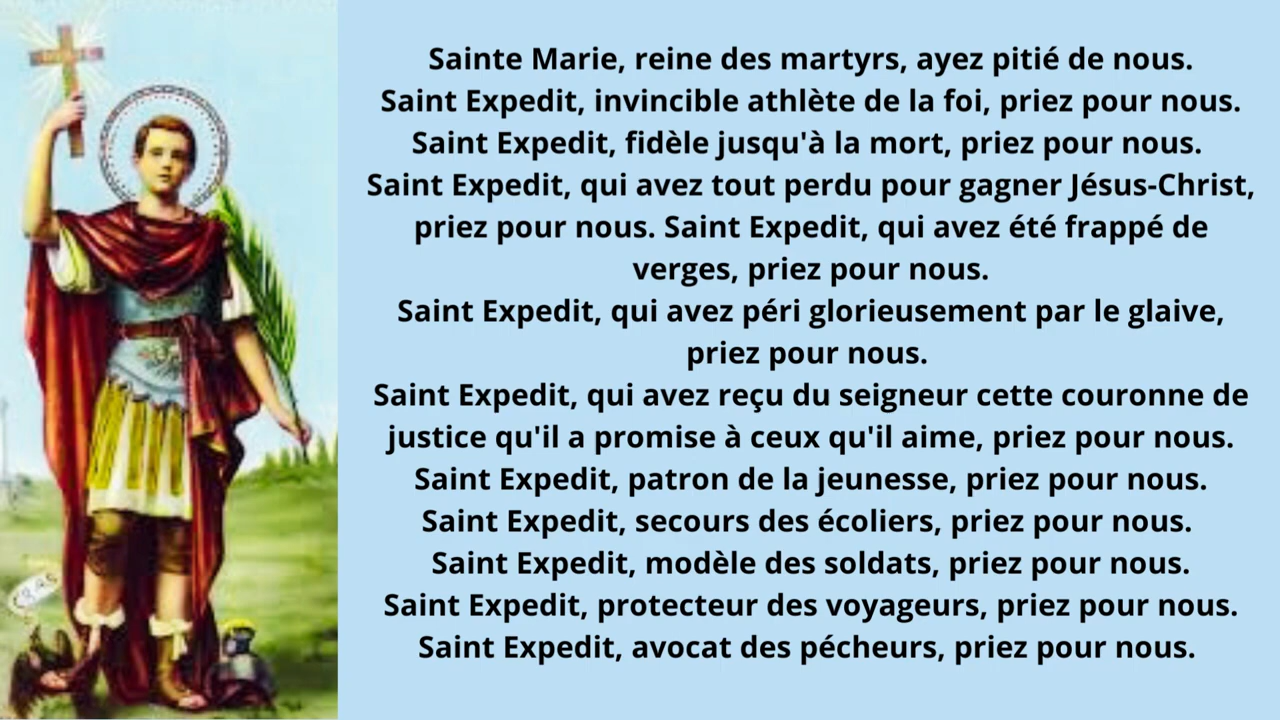 Sainte Marie, reine des martyrs, ayez pitié de nous.
Saint Expedit, invincible athlète de la foi, priez pour nous.
Saint Expedit, fidèle jusqu'à la mort, priez pour nous.
Saint Expedit, qui avez tout perdu pour gagner Jésus-Christ,
priez pour nous. Saint Expedit, qui avez été frappé de
verges, priez pour nous.
Saint Expedit, qui avez péri glorieusement par le glaive,
priez pour nous.
Saint Expedit, qui avez reçu du seigneur cette couronne de
justice qu'il a promise à ceux qu'il aime, priez pour nous.
Saint Expedit, patron de la jeunesse, priez pour nous.
Saint Expedit, secours des écoliers, priez pour nous.
Saint Expedit, modèle des soldats, priez pour nous.
Saint Expedit, protecteur des voyageurs, priez pour nous.
Saint Expedit, avocat des pécheurs, priez pour nous.